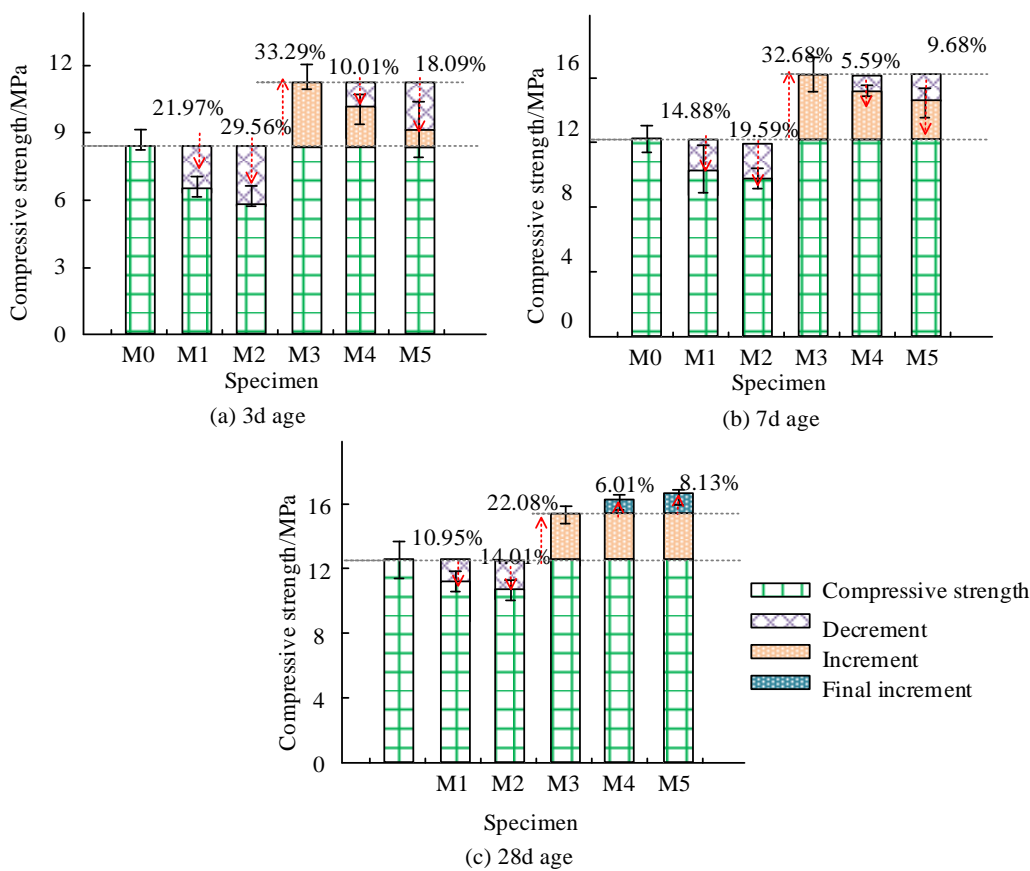 Compressive strength/MPa
12
9
6
3
0
21.97%
29.56%
33.29%
10.01%
18.09%
M0 M1 M2 M3 M4 M5
Specimen
(a) 3d age
Compressive strength/MPa
16
12
8
4
0
14.88%
19.59%
32.68%
5.59%
9.68%
M0 M1 M2 M3 M4 M5
Specimen
(b) 7d age
Compressive strength/MPa
16
12
8
4
0
10.95%
14.01%
22.08%
6.01%
8.13%
M1 M2 M3 M4 M5
Specimen
(c) 28d age
Compressive strength
Decrement
Increment
Final increment